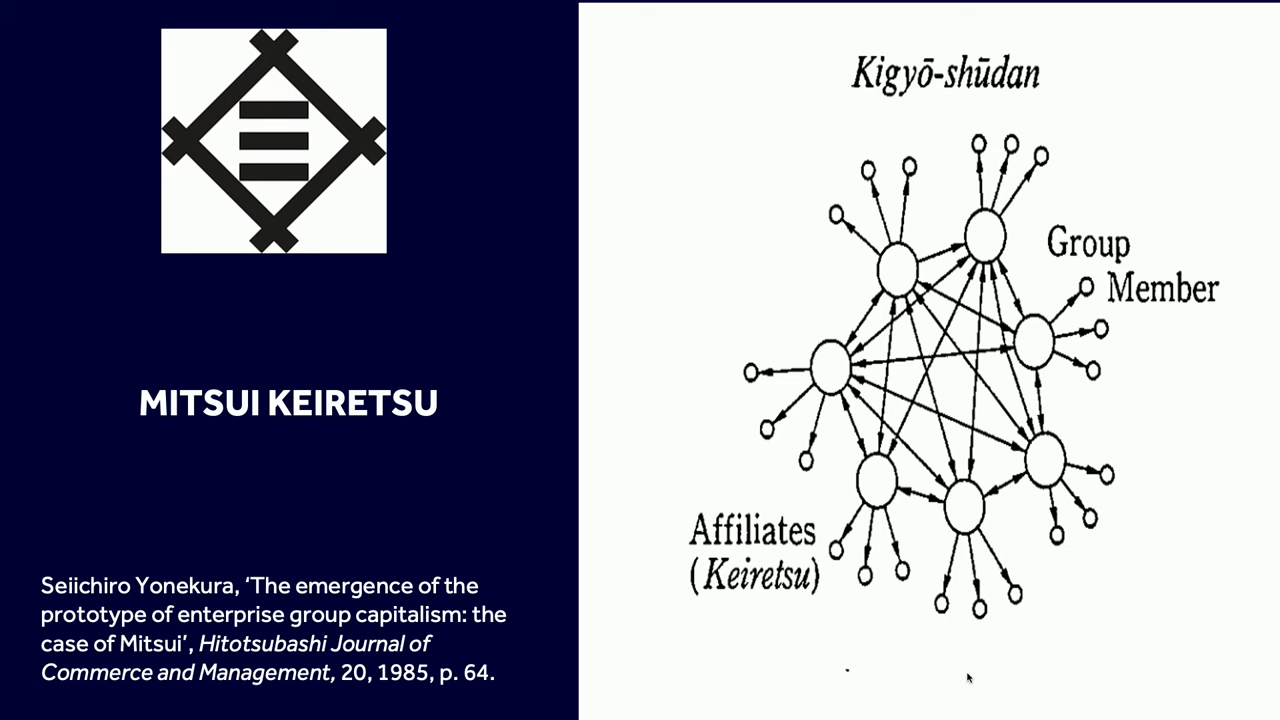 MITSUI KEIRETSU
Seiichiro Yonekura, ‘The emergence of the
prototype of enterprise group capitalism: the
case of Mitsui’, Hitotsubashi Journal of
Commerce and Management, 20, 1985, p. 64.
Kigyō-shūdan
Group
Member
Affiliates
(Keiretsu)